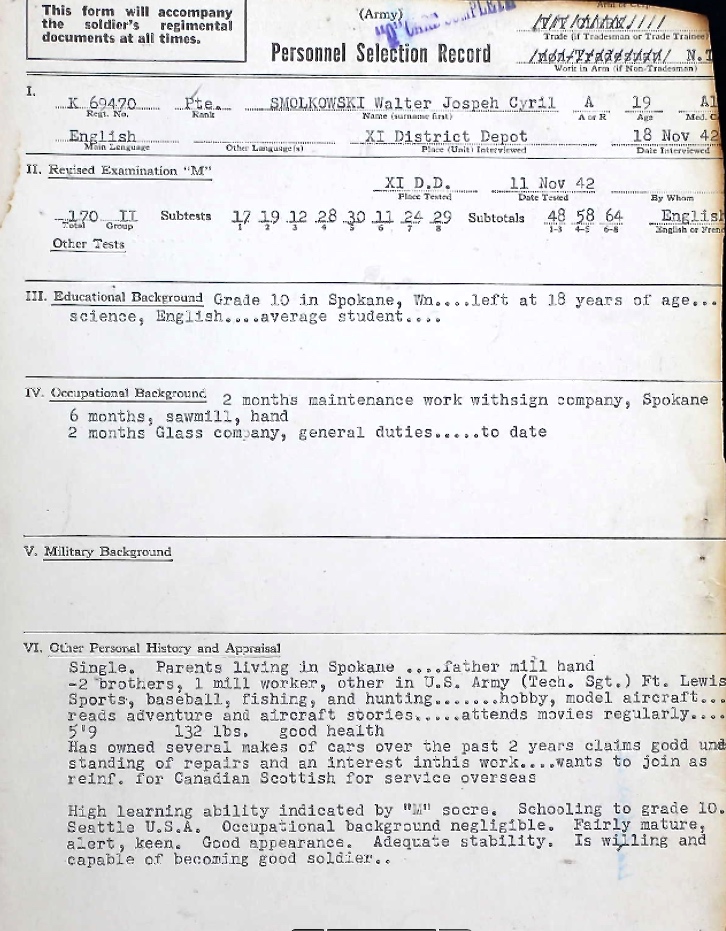 This form will accompany
the soldier's regimental
documents at all times.
(Army)
"Q" CARD COMPLETE
Personnel Selection Record
Trade (if Tradesman or Trade Trainee)
/non/Tradesman/ N.T
Work in Arm (if Non-Tradesman)
I.
K 69470 Pte. SMOLKOWSKI Walter Jospeh Cyril A 19 A1
Regt. No. Rank Name (surname first) A or R Age Med. C
English XI District Depot 18 Nov 42
Main Language Other Language(s) Place (Unit) Interviewed Date Interviewed
II. Revised Examination "M"
XI D.D. 11 Nov 42
Place Tested Date Tested By Whom
170 II Subtests 17 19 12 28 30 11 24 29 Subtotals 48 58 64 English
Total Group 1 2 3 4 5 6 7 8 1-3 4-5 6-8 English or Frenc
Other Tests
III. Educational Background Grade 10 in Spokane, Wn....left at 18 years of age...
science, English....average student....
IV. Occupational Background 2 months maintenance work withsign company, Spokane
6 months, sawmill, hand
2 months Glass company, general duties.....to date
V. Military Background
VI. Other Personal History and Appraisal
Single. Parents living in Spokane ....father mill hand
-2 brothers, 1 mill worker, other in U.S. Army (Tech. Sgt.) Ft. Lewis
Sports, baseball, fishing, and hunting.......hobby, model aircraft...
reads adventure and aircraft stories.....attends movies regularly....
5'9 132 lbs. good health
Has owned several makes of cars over the past 2 years claims godd und
standing of repairs and an interest inthis work....wants to join as
reinf. for Canadian Scottish for service overseas
High learning ability indicated by "M" socre. Schooling to grade 10.
Seattle U.S.A. Occupational background negligible. Fairly mature,
alert, keen. Good appearance. Adequate stability. Is willing and
capable of becoming good soldier..